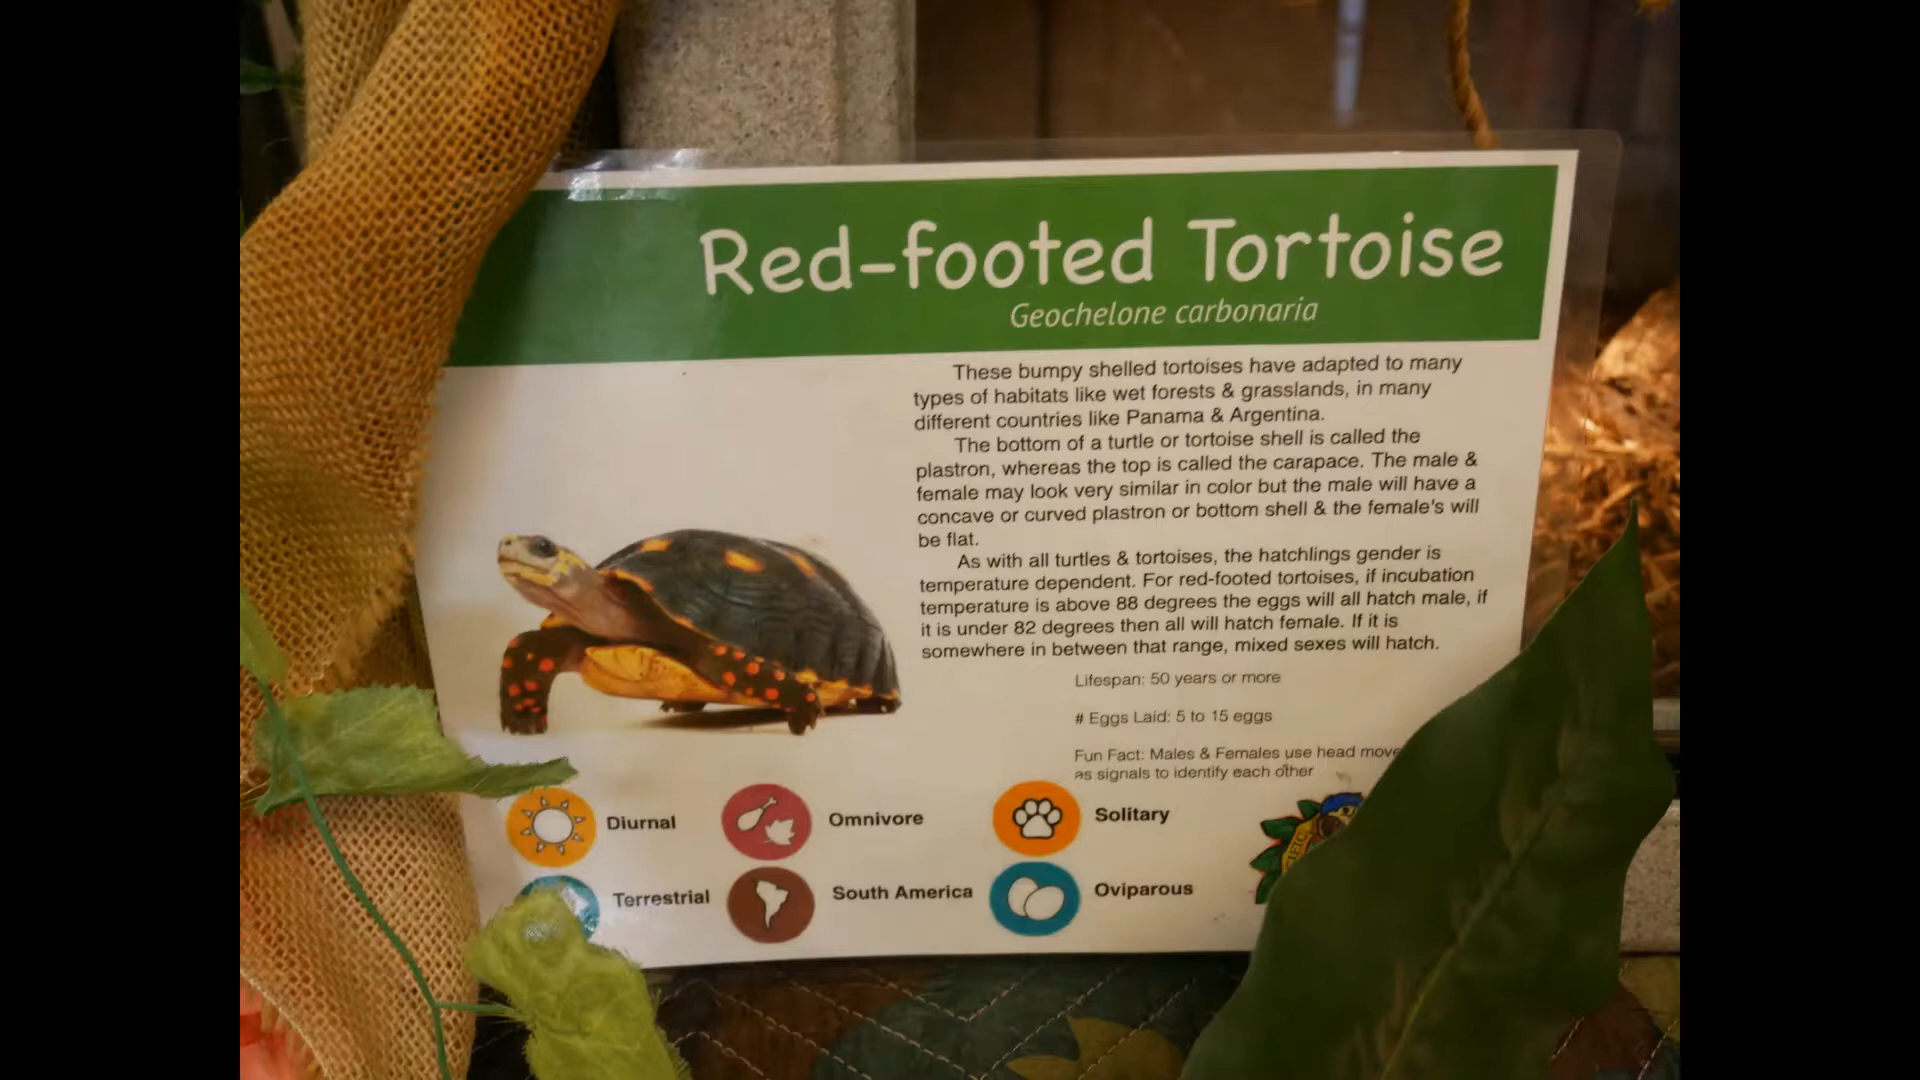 Red-footed Tortoise
Geochelone carbonaria
These bumpy shelled tortoises have adapted to many
types of habitats like wet forests & grasslands, in many
different countries like Panama & Argentina.
The bottom of a turtle or tortoise shell is called the
plastron, whereas the top is called the carapace. The male &
female may look very similar in color but the male will have a
concave or curved plastron or bottom shell & the female's will
be flat.
As with all turtles & tortoises, the hatchlings gender is
temperature dependent. For red-footed tortoises, if incubation
temperature is above 88 degrees the eggs will all hatch male, if
it is under 82 degrees then all will hatch female. If it is
somewhere in between that range, mixed sexes will hatch.
Lifespan: 50 years or more
# Eggs Laid: 5 to 15 eggs
Fun Fact: Males & Females use head move
as signals to identify each other
Diurnal
Omnivore
Solitary
Terrestrial
South America
Oviparous